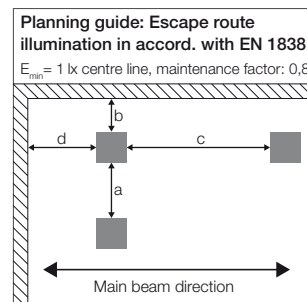 Planning guide: Escape route
illumination in accord. with EN 1838
Emin= 1 lx centre line, maintenance factor: 0,8
b
d c
a
Main beam direction